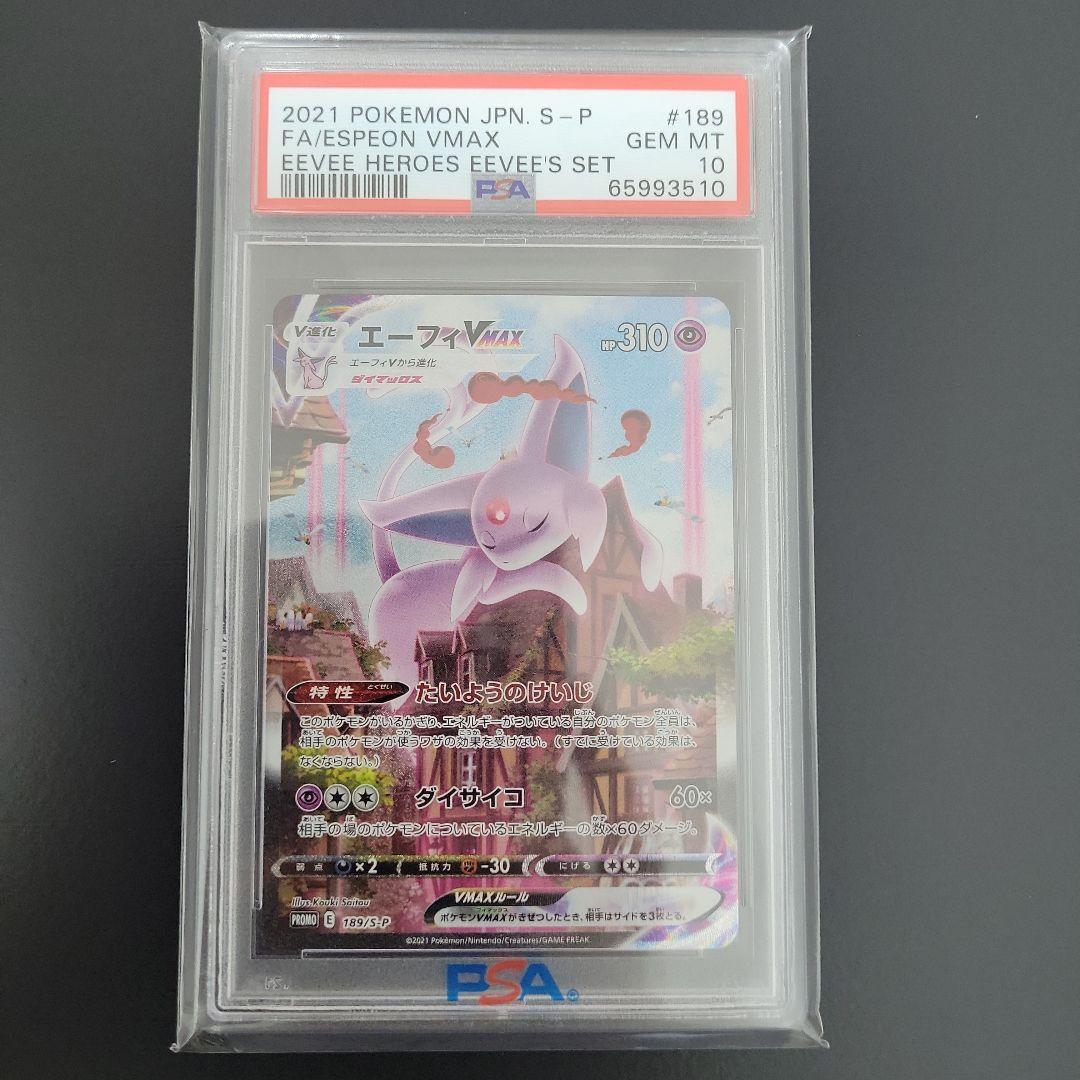 2021 POKEMON JPN. S-P #189
FA/ESPEON VMAX GEM MT
EEVEE HEROES EEVEE'S SET 10
PSA 65993510
V進化 エーフィVMAX HP310
エーフィVから進化
ダイマックス
特性 とくせい たいようのけいじ
このポケモンがいるかぎり、エネルギーがついている自分のポケモン全員は、
相手のポケモンが使うワザの効果を受けない。(すでに受けている効果は、
なくならない。)
ダイサイコ 60×
相手の場のポケモンについているエネルギーの数×60ダメージ。
弱点 ×2 抵抗力 -30 にげる
Illus. Kouki Saitou VMAXルール
PROMO E 189/S-P ポケモンVMAXがきぜつしたとき、相手はサイドを3枚とる。
©2021 Pokémon/Nintendo/Creatures/GAME FREAK.
PSA®